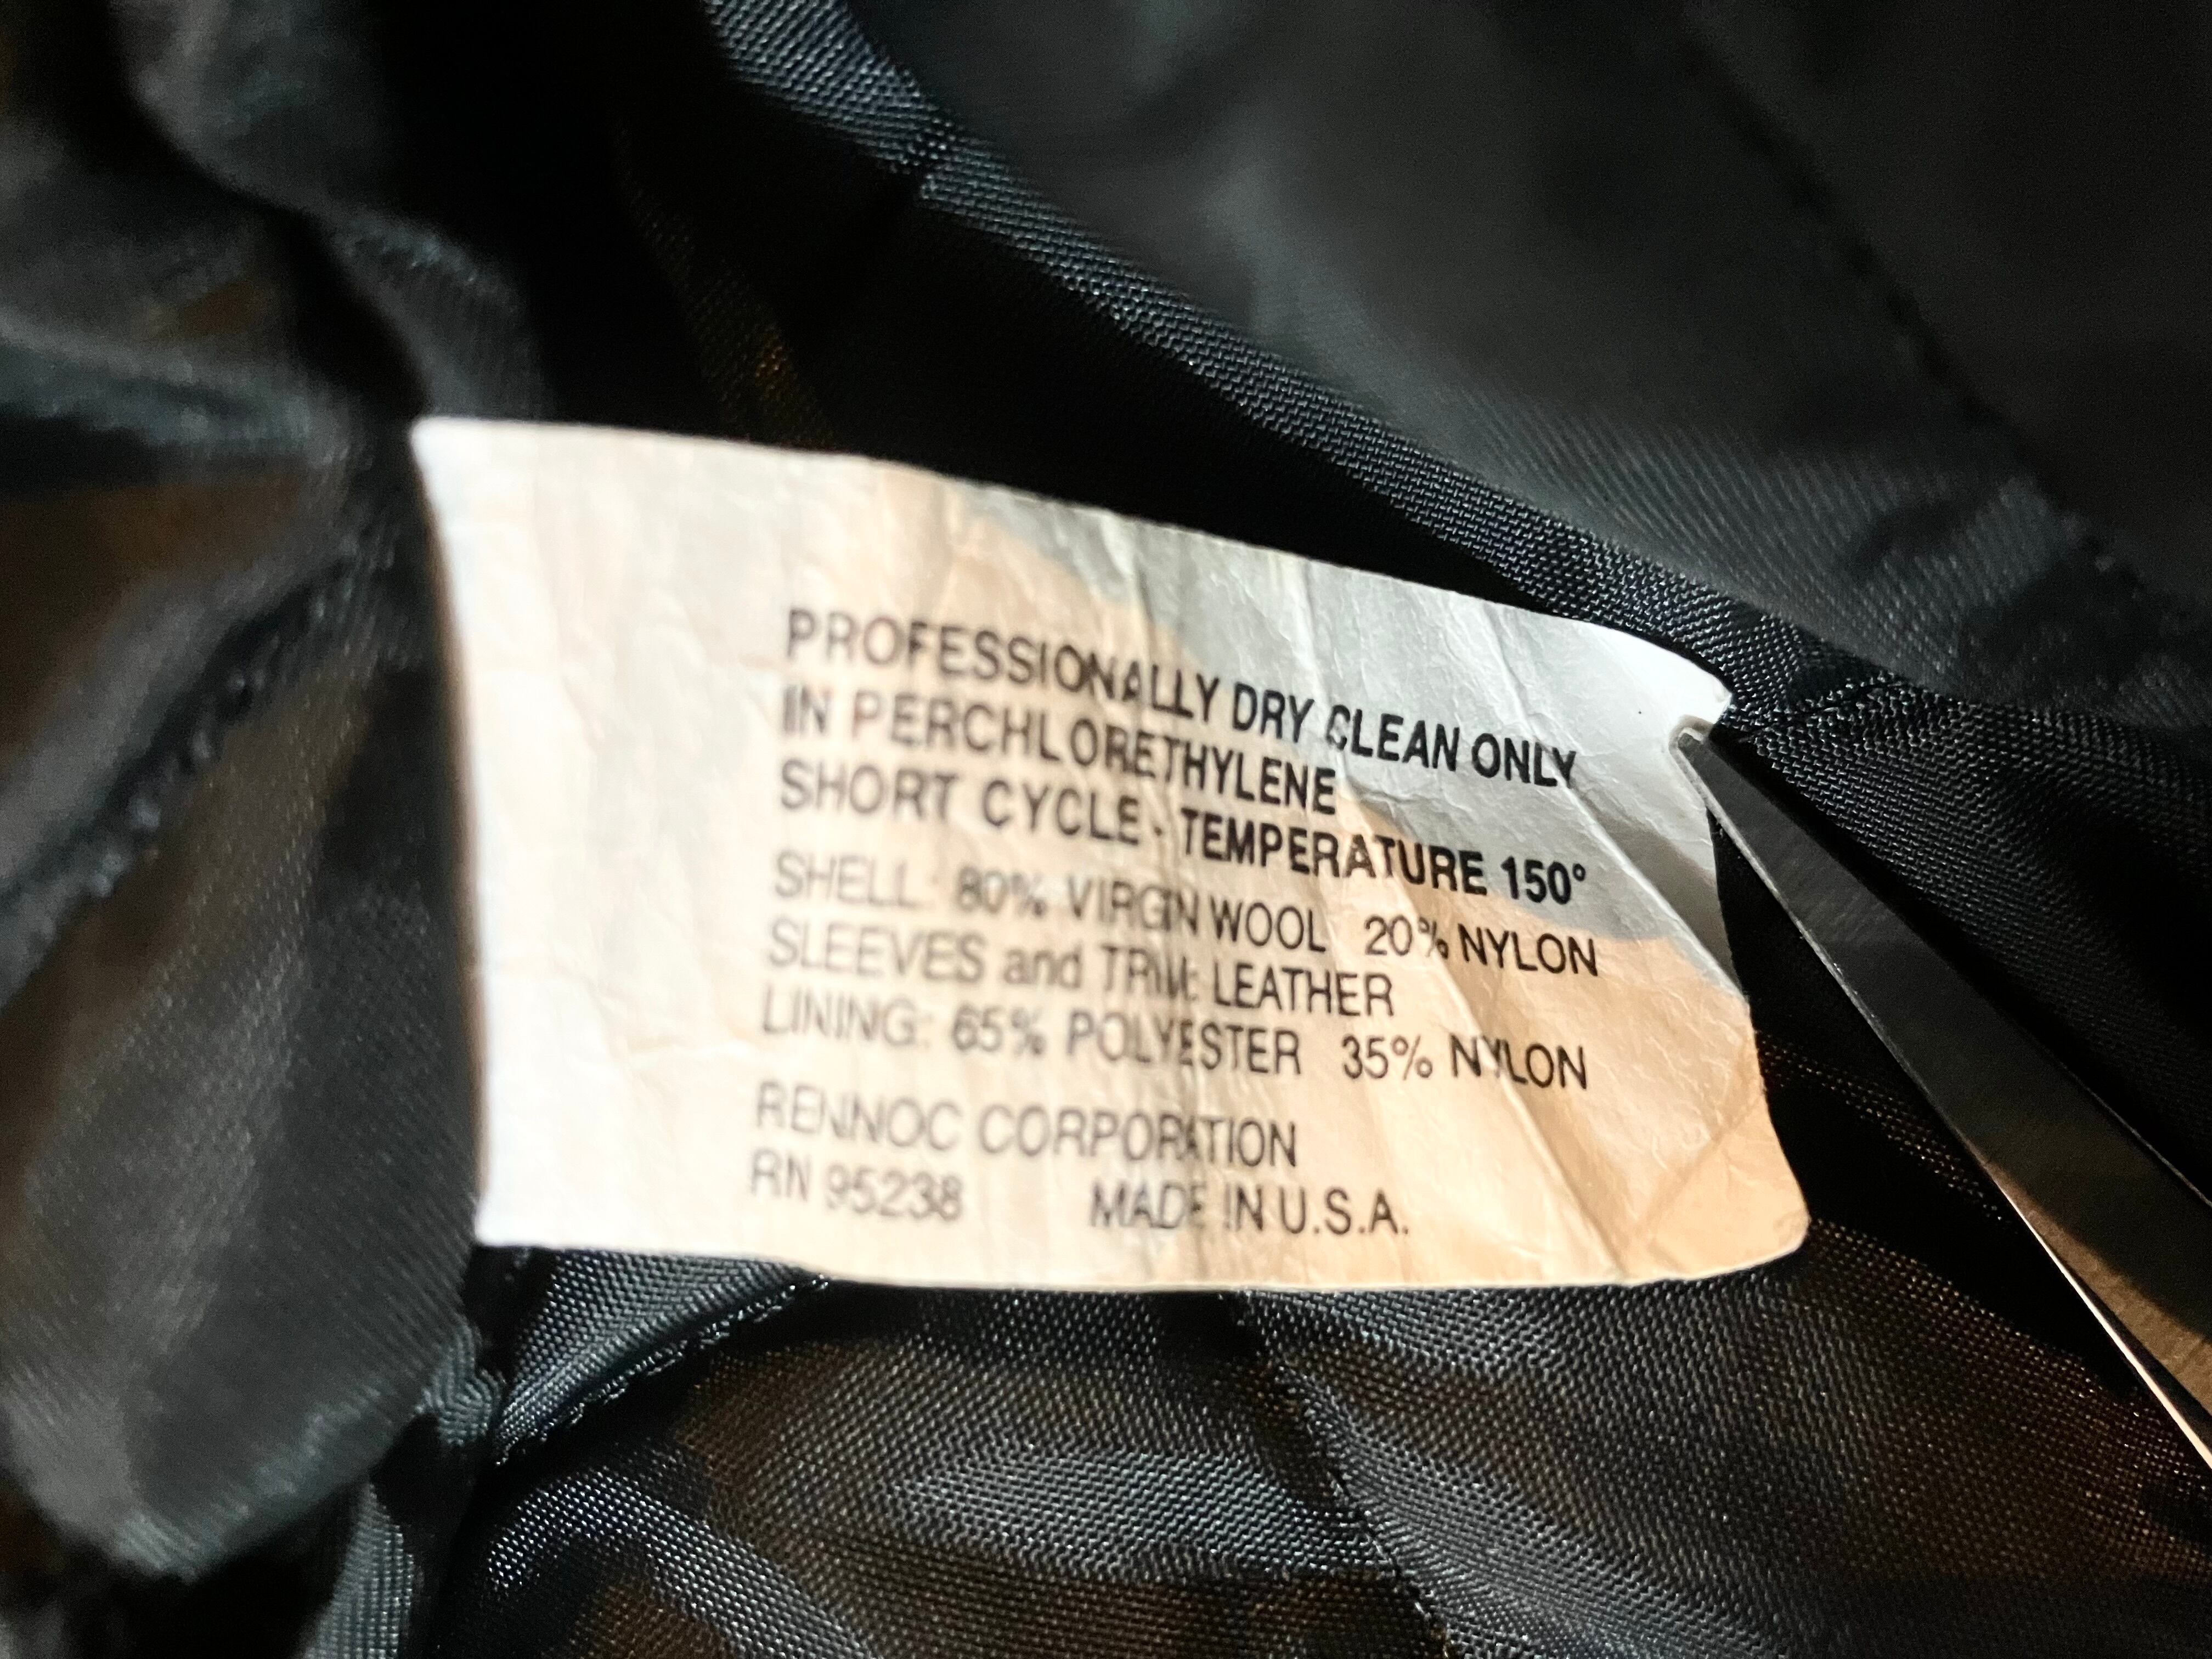 PROFESSIONALLY DRY CLEAN ONLY
IN PERCHLORETHYLENE
SHORT CYCLE - TEMPERATURE 150°
SHELL: 80% VIRGIN WOOL 20% NYLON
SLEEVES and TRIM: LEATHER
LINING: 65% POLYESTER 35% NYLON
RENNOC CORPORATION
RN 95238 MADE IN U.S.A.